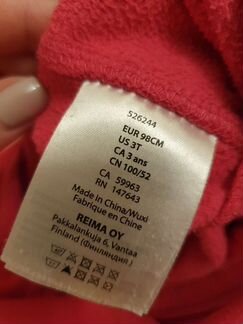 526244
EUR 98CM
US 3T
CA 3 ans
CN 100/52
CA 59963
RN 147643
Made in China/Wuxi
Fabrique en Chine
REIMA OY
Pakkalankuja 6, Vantaa
Finland (Финляндия)